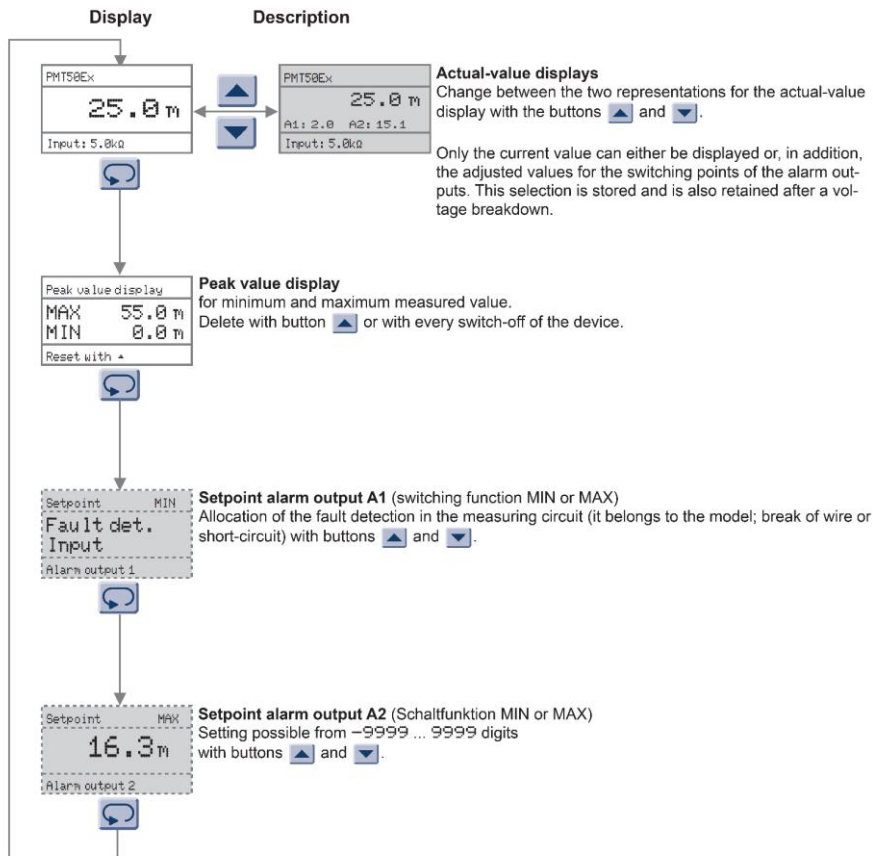 Display
Description
PMT50Ex
25.0 m
Input: 5.0kΩ
PMT50Ex
25.0 m
A1: 2.0 A2: 15.1
Input: 5.0kΩ
Actual-value displays
Change between the two representations for the actual-value
display with the buttons ▲ and ▼.
Only the current value can either be displayed or, in addition,
the adjusted values for the switching points of the alarm out-
puts. This selection is stored and is also retained after a vol-
tage breakdown.
Peak value display
MAX 55.0 m
MIN 0.0 m
Reset with ▲
Peak value display
for minimum and maximum measured value.
Delete with button ▲ or with every switch-off of the device.
Setpoint MIN
Fault det.
Input
Alarm output 1
Setpoint alarm output A1 (switching function MIN or MAX)
Allocation of the fault detection in the measuring circuit (it belongs to the model; break of wire or
short-circuit) with buttons ▲ and ▼.
Setpoint MAX
16.3 m
Alarm output 2
Setpoint alarm output A2 (Schaltfunktion MIN or MAX)
Setting possible from −9999 ... 9999 digits
with buttons ▲ and ▼.